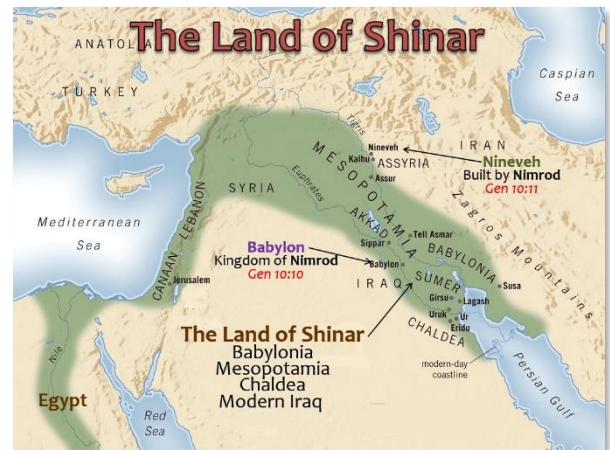 The Land of Shinar
ANATOLIA
TURKEY
Caspian
Sea
Tigris
Nineveh
IRAN
Kalhu
ASSYRIA
Nineveh
Built by Nimrod
Gen 10:11
Assur
MESOPOTAMIA
Euphrates
SYRIA
Zagros Mountains
AKKAD
LEBANON
Mediterranean
Sea
CANAAN
Tell Asmar
Sippar
BABYLONIA
Babylon
Kingdom of Nimrod
Gen 10:10
Babylon
SUMER
Susa
Jerusalem
IRAQ
Girsu
Lagash
Uruk
Ur
Eridu
CHALDEA
The Land of Shinar
Babylonia
Mesopotamia
Chaldea
Modern Iraq
modern-day
coastline
Persian Gulf
Nile
Egypt
Red
Sea